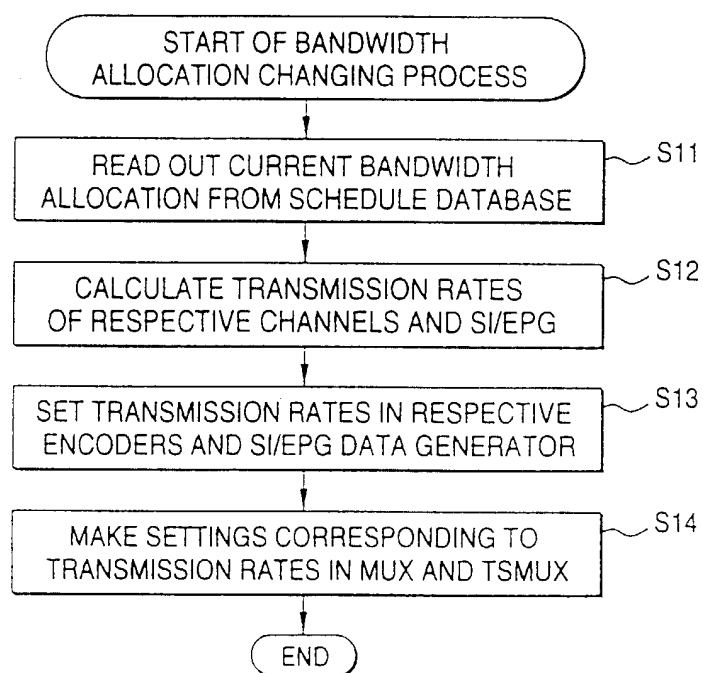 START OF BANDWIDTH
ALLOCATION CHANGING PROCESS
READ OUT CURRENT BANDWIDTH
ALLOCATION FROM SCHEDULE DATABASE
S11
CALCULATE TRANSMISSION RATES
OF RESPECTIVE CHANNELS AND SI/EPG
S12
SET TRANSMISSION RATES IN RESPECTIVE
ENCODERS AND SI/EPG DATA GENERATOR
S13
MAKE SETTINGS CORRESPONDING TO
TRANSMISSION RATES IN MUX AND TSMUX
S14
END